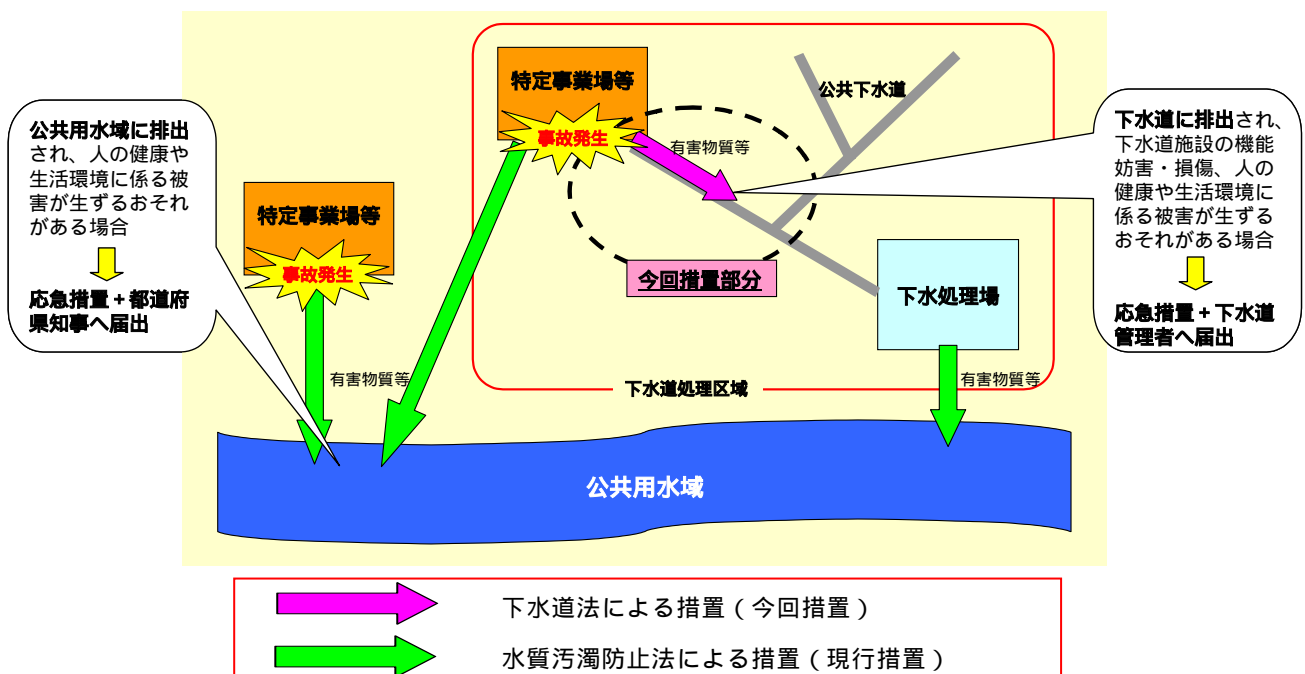 公共用水域に排出
され、人の健康や
生活環境に係る被
害が生ずるおそれ
がある場合
応急措置+都道府
県知事へ届出
特定事業場等
事故発生
有害物質等
特定事業場等
事故発生
有害物質等
公共下水道
今回措置部分
下水処理場
有害物質等
下水道処理区域
下水道に排出され、
下水道施設の機能
妨害・損傷、人の
健康や生活環境に
係る被害が生ずる
おそれがある場合
応急措置+下水道
管理者へ届出
公共用水域
下水道法による措置(今回措置)
水質汚濁防止法による措置(現行措置)